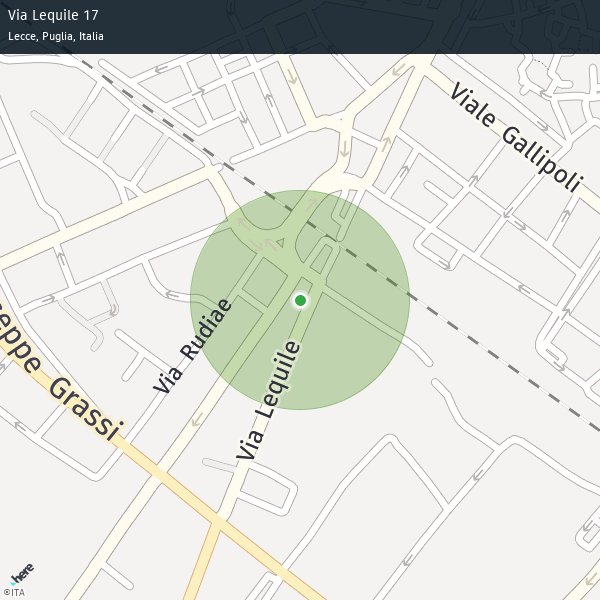 Via Lequile 17
Lecce, Puglia, Italia
Viale Gallipoli
Via Rudiae
eppe Grassi
Via Lequile
here
©ITA